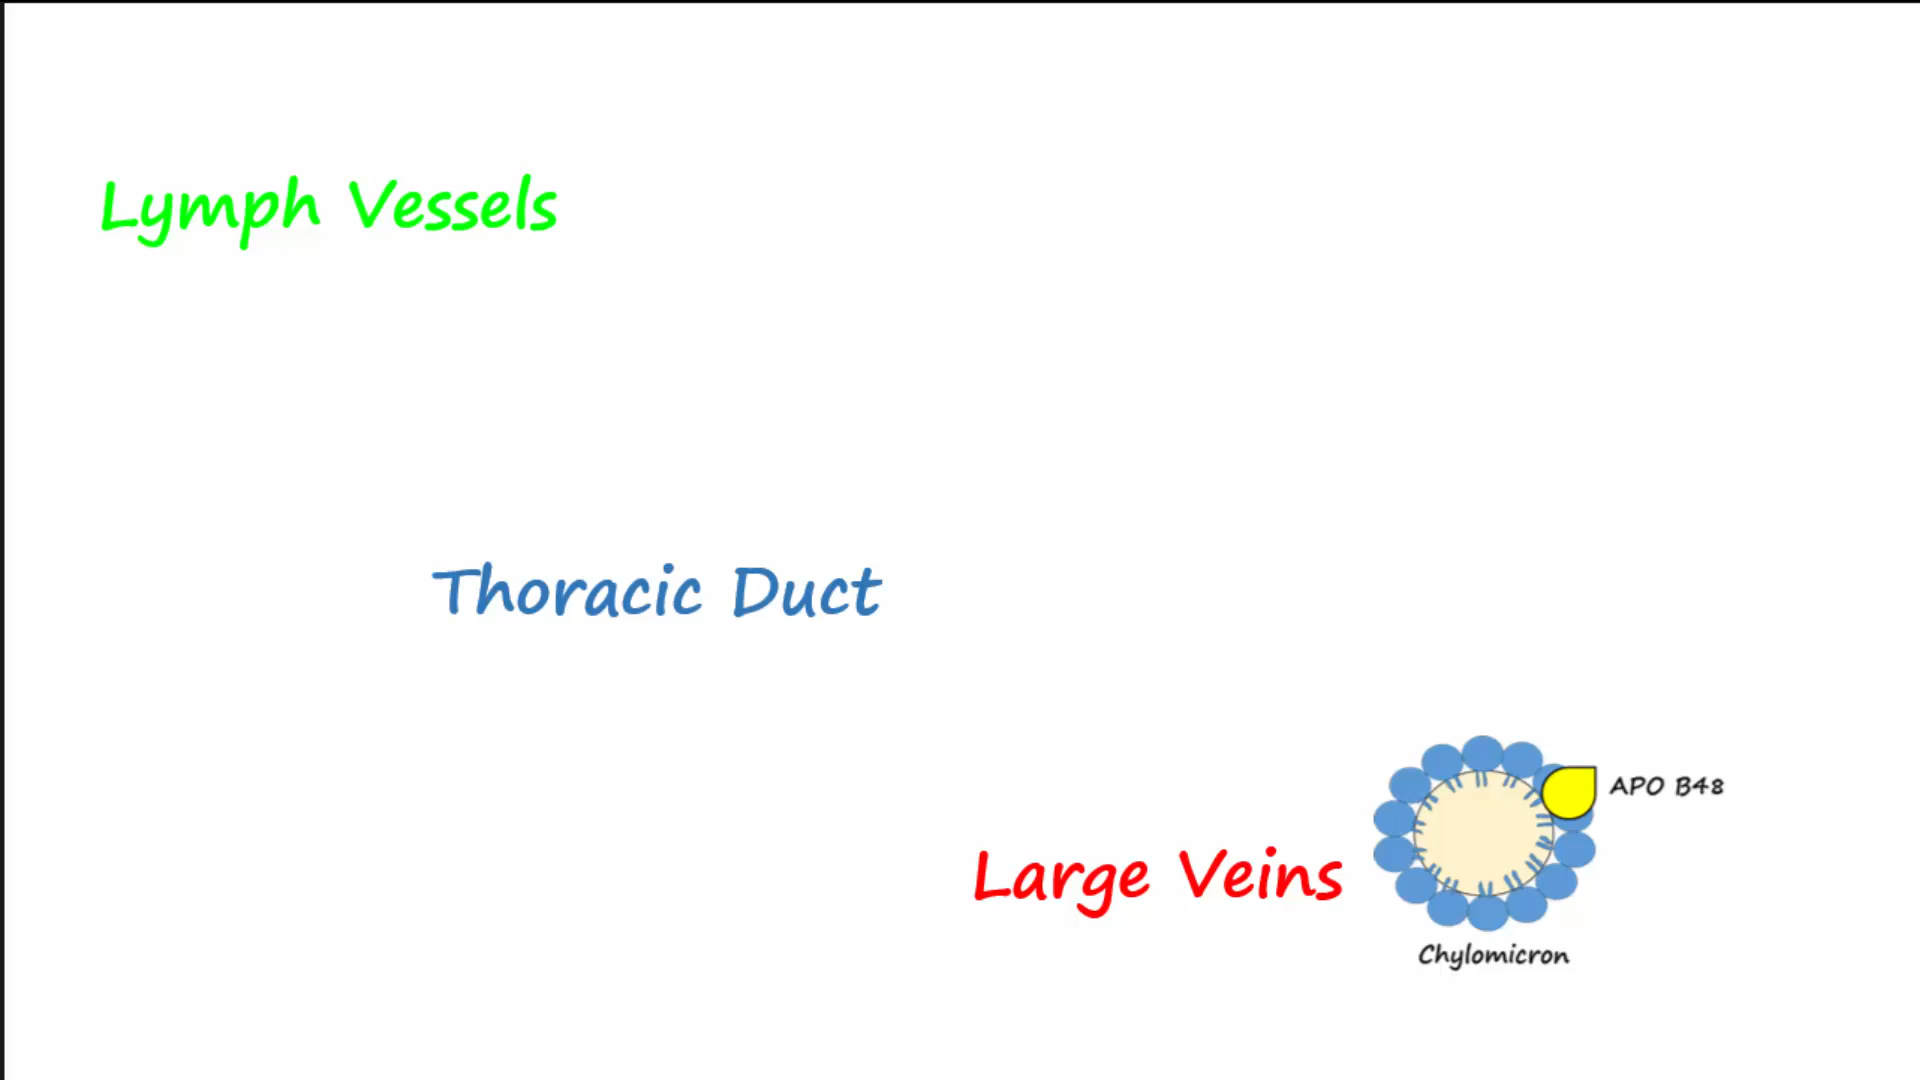 Lymph Vessels
Thoracic Duct
APO B48
Large Veins
Chylomicron